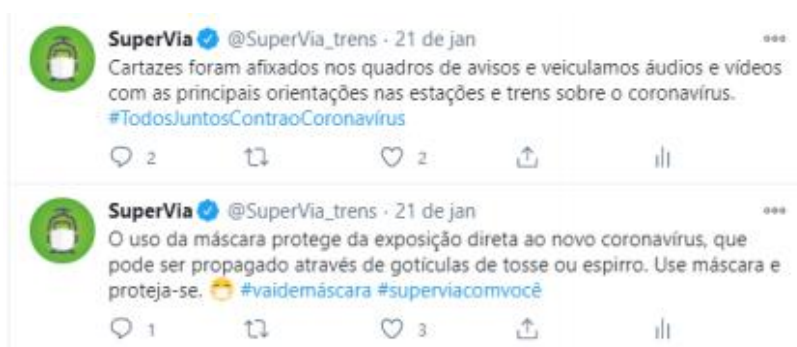 SuperVia @SuperVia_trens · 21 de jan
Cartazes foram afixados nos quadros de avisos e veiculamos áudios e vídeos
com as principais orientações nas estações e trens sobre o coronavírus.
#TodosJuntosContraoCoronavírus
2 2
SuperVia @SuperVia_trens · 21 de jan
O uso da máscara protege da exposição direta ao novo coronavírus, que
pode ser propagado através de gotículas de tosse ou espirro. Use máscara e
proteja-se. 😷 #vaidemáscara #superviacomvocê
1 3